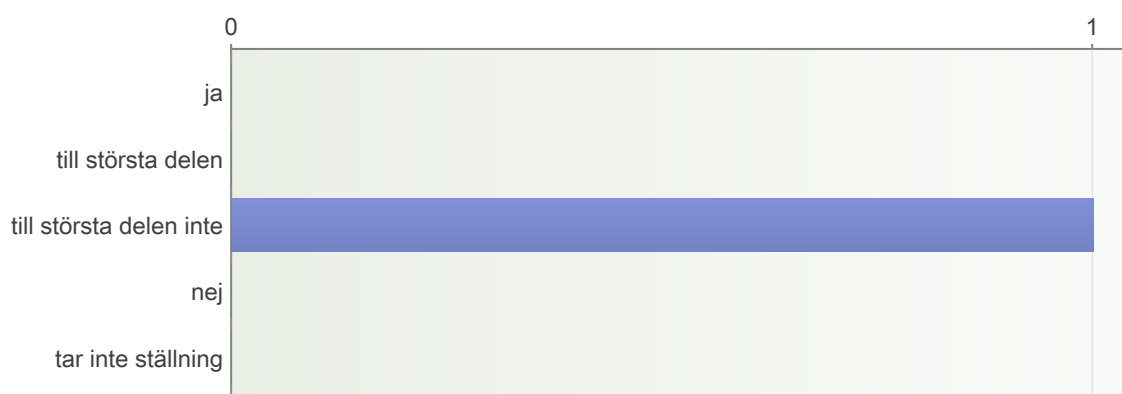 0 1
ja
till största delen
till största delen inte
nej
tar inte ställning